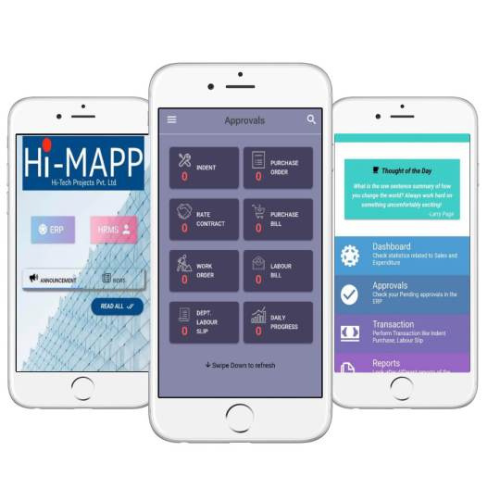 Hi-MAPP
Hi-Tech Projects Pvt. Ltd
ERP
HRMS
ANNOUNCEMENT
READ ALL
Approvals
INDENT
0
PURCHASE
ORDER
0
RATE
CONTRACT
0
PURCHASE
BILL
0
WORK
ORDER
0
LABOUR
BILL
0
DEPT.
LABOUR
SLIP
0
DAILY
PROGRESS
0
Swipe Down to refresh
Thought of the Day
What is the one sentence summary of how
you change the world? Always work hard on
something uncomfortably exciting!
Larry Page
Dashboard
Check statistics related to Sales and
Expenditure
Approvals
Check your Pending approvals in the
ERP
Transaction
Perform Transaction like Indent
Purchase, Labour Slip
Reports